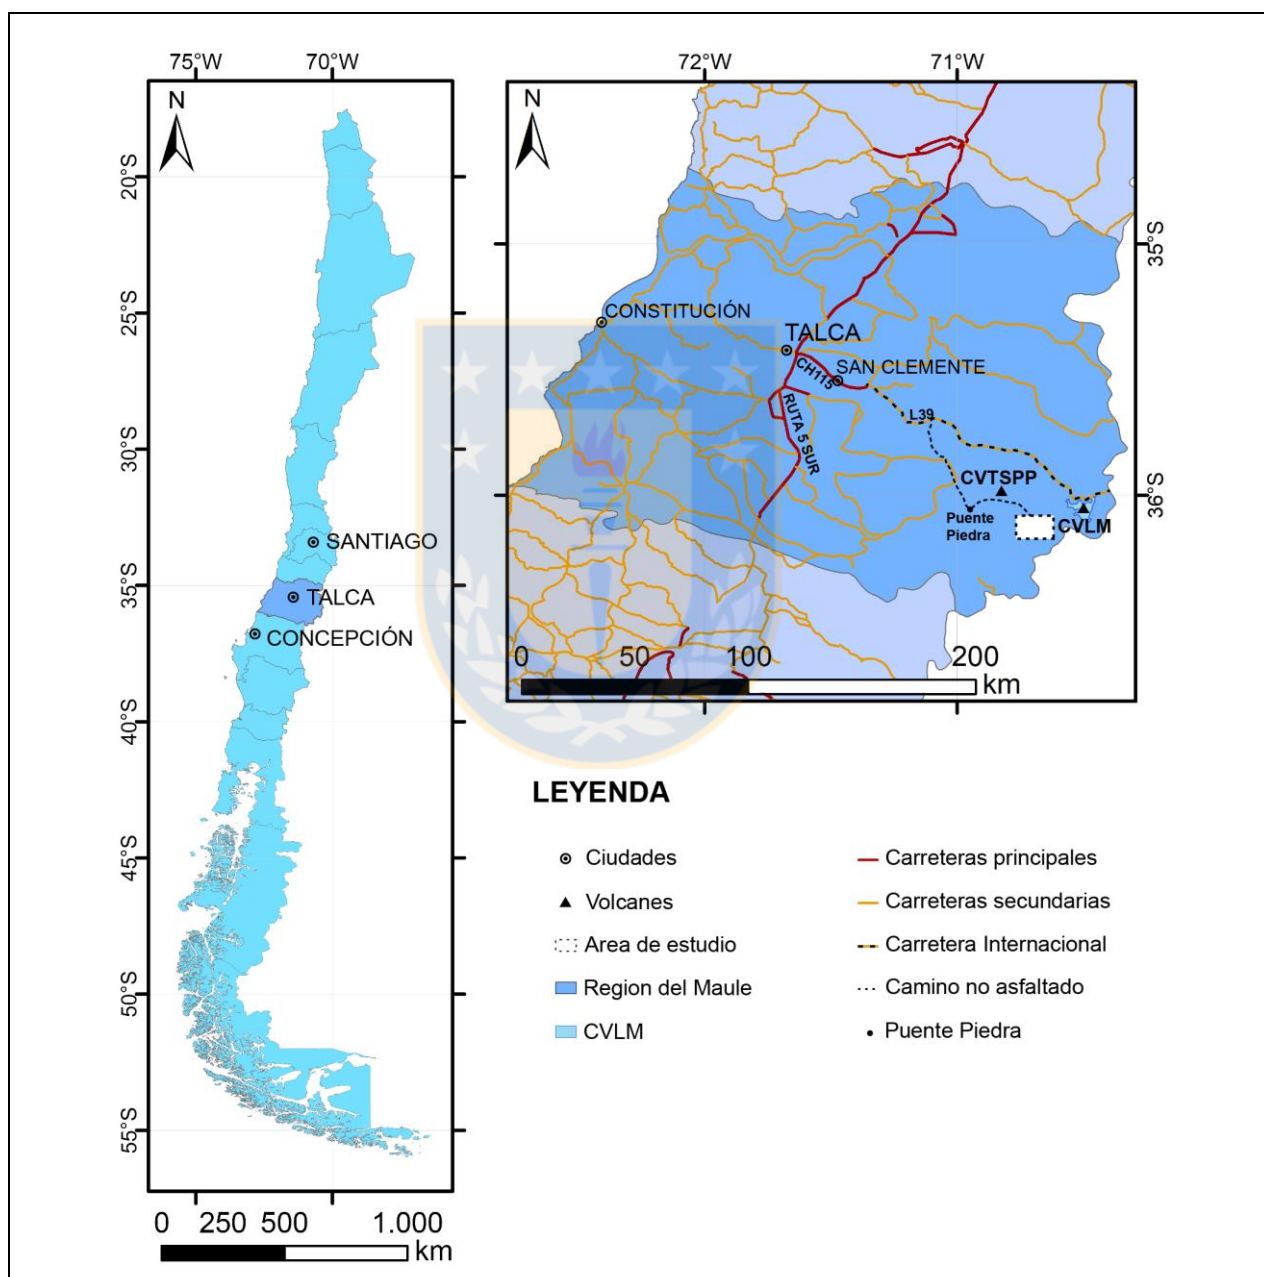 75°W 70°W
N
20°S
25°S
30°S
35°S
40°S
45°S
50°S
55°S
SANTIAGO
TALCA
CONCEPCIÓN
0 250 500 1.000
km
72°W 71°W
N
35°S
36°S
CONSTITUCIÓN
TALCA
SAN CLEMENTE
CH115
RUTA 5 SUR
L39
CVTSPP
Puente
Piedra
CVLM
0 50 100 200
km
LEYENDA
Ciudades
Volcanes
Area de estudio
Region del Maule
CVLM
Carreteras principales
Carreteras secundarias
Carretera Internacional
Camino no asfaltado
Puente Piedra